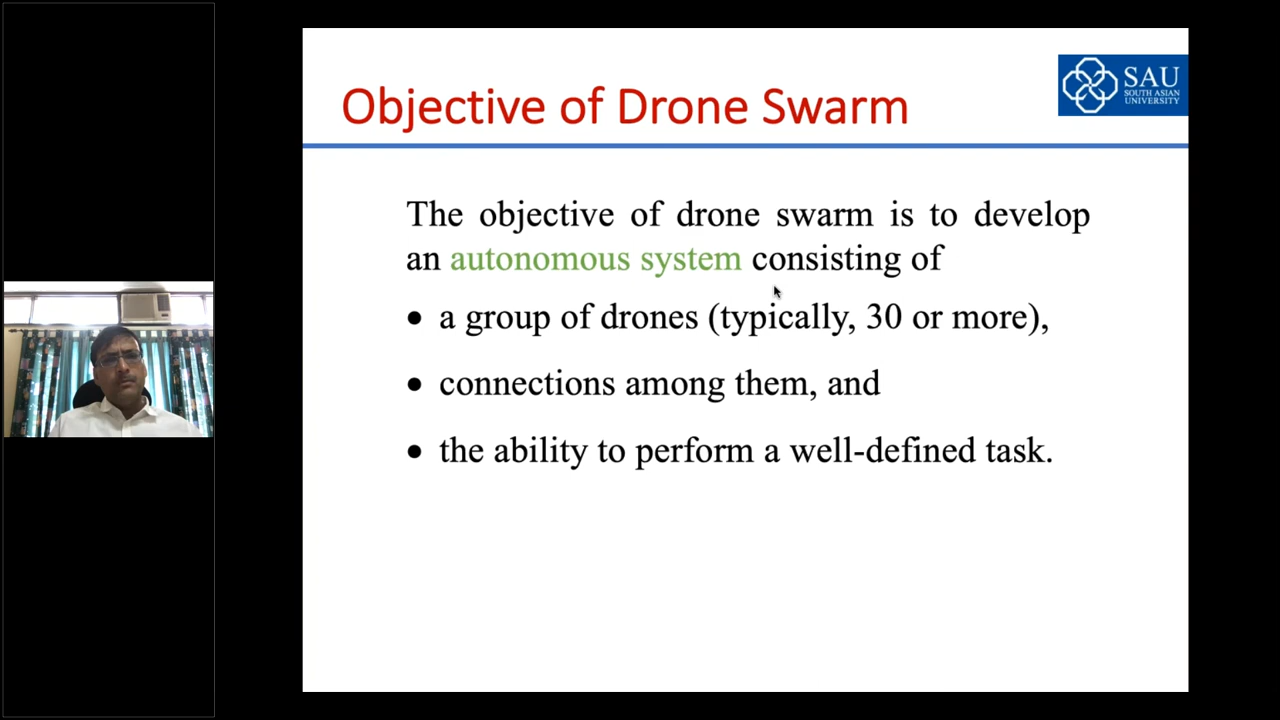 Objective of Drone Swarm
SAU
SOUTH ASIAN
UNIVERSITY
The objective of drone swarm is to develop
an autonomous system consisting of
• a group of drones (typically, 30 or more),
• connections among them, and
• the ability to perform a well-defined task.